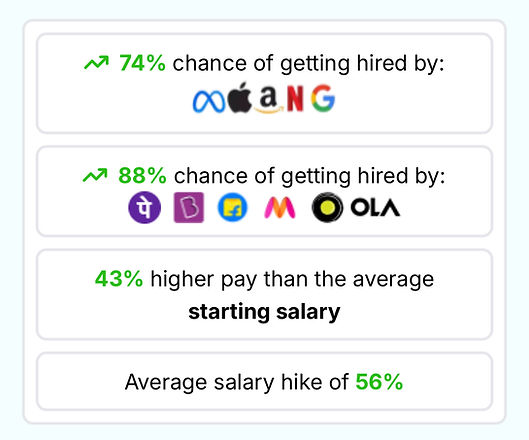 74% chance of getting hired by:
a N G
88% chance of getting hired by:
पे B f M OLA
43% higher pay than the average
starting salary
Average salary hike of 56%